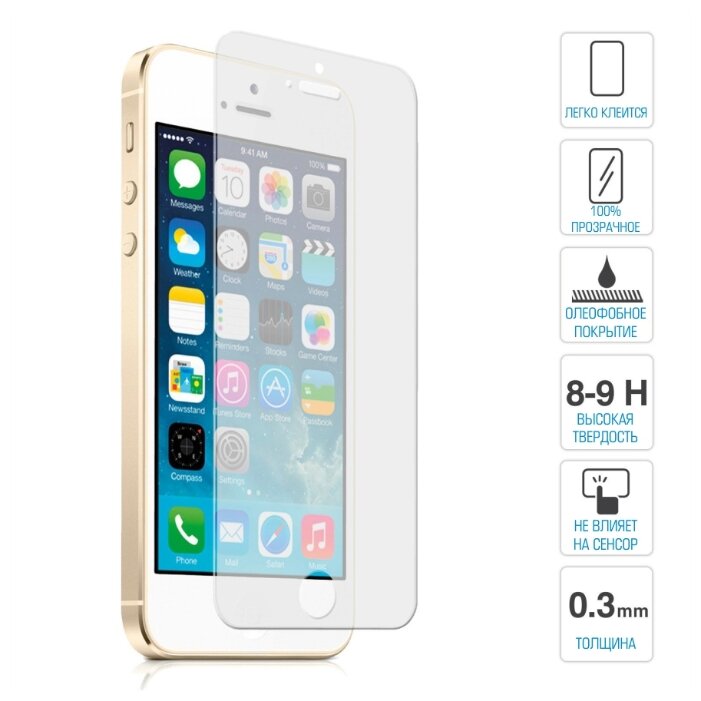 9:41 AM
100%
Messages
Tuesday
10
Calendar
Photos
Camera
Weather
Clock
Maps
Videos
Notes
Reminders
Stocks
Game Center
Newsstand
iTunes Store
App Store
Passbook
Compass
Settings
Phone
Mail
Safari
Music
ЛЕГКО КЛЕИТСЯ
100%
ПРОЗРАЧНОЕ
ОЛЕОФОБНОЕ
ПОКРЫТИЕ
8-9 H
ВЫСОКАЯ
ТВЕРДОСТЬ
НЕ ВЛИЯЕТ
НА СЕНСОР
0.3mm
ТОЛЩИНА